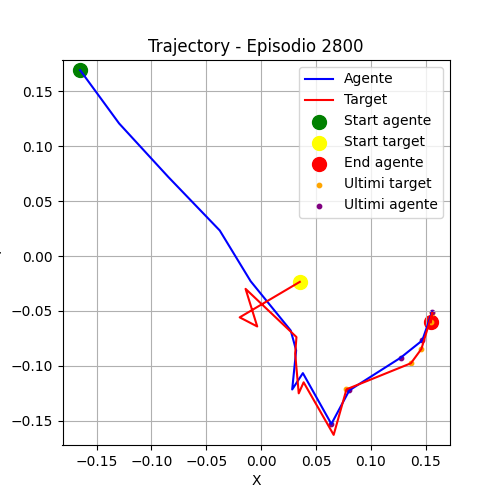 Trajectory - Episodio 2800
Agente
Target
Start agente
Start target
End agente
Ultimi target
Ultimi agente
0.15
0.10
0.05
0.00
−0.05
−0.10
−0.15
−0.15
−0.10
−0.05
0.00
0.05
0.10
0.15
X